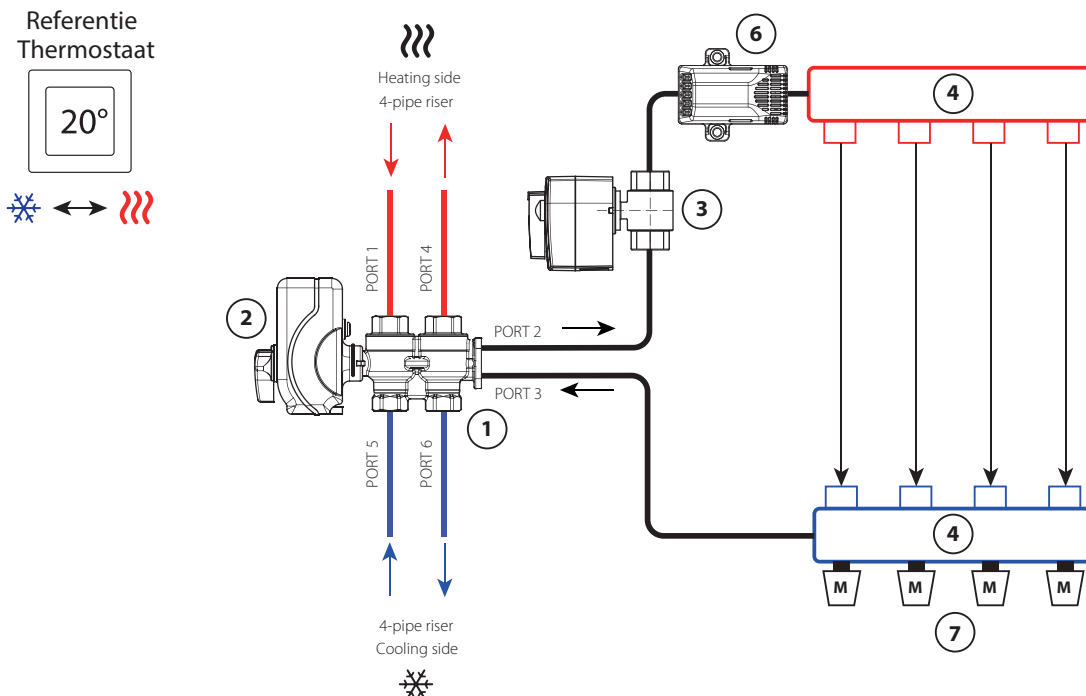 Referentie
Thermostaat
20°
Heating side
4-pipe riser
PORT 1
PORT 4
2
PORT 2
PORT 3
1
PORT 5
PORT 6
4-pipe riser
Cooling side
3
6
4
4
M
M
M
M
7